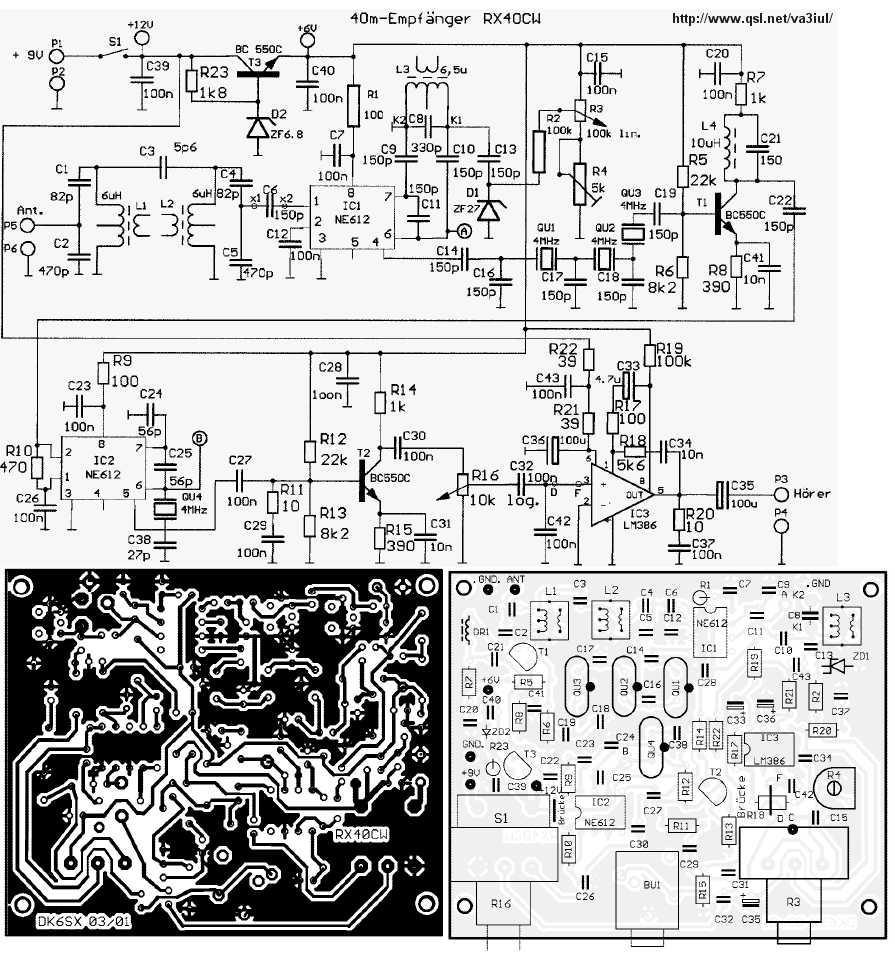 40m-Empfänger RX40CW
http://www.qsl.net/va3iul/
+12V
+6V
+ 9V
P1
S1
P2
C39
100n
R23
1k8
BC 550C
T3
D2
ZF6.8
C40
100n
R1
100
L3
6,5u
K2
C8
K1
330p
C7
100n
C9
150p
C10
150p
C13
150p
C11
D1
ZF27
A
R2
100k
C15
100n
R3
100k
lin.
R4
5k
C20
100n
R7
1k
L4
10uH
C21
150
R5
22k
T1
BC550C
C22
150p
QU3
4MHz
C19
150p
R6
8k2
R8
390
C41
10n
C3
5p6
C1
82p
6uH
L1
L2
6uH
C4
82p
x1
C6
x2
150p
Ant.
P5
P6
C2
470p
C5
470p
C12
100n
8
IC1
NE612
1
2
3
5
4
6
7
C14
150p
C16
150p
QU1
4MHz
C17
150p
QU2
4MHz
C18
150p
R9
100
C23
100n
C24
56p
B
R10
470
8
IC2
NE612
2
1
3
4
5
6
7
C25
56p
QU4
4MHz
C26
100n
C38
27p
C27
100n
R11
10
C29
100n
R12
22k
R13
8k2
C28
1oon
R14
1k
T2
BC550C
C30
100n
R15
390
C31
10n
R16
10k
log.
C32
100n
D
F
C42
100n
R22
39
C43
100n
R21
39
C36
100u
4.7u
C33
R17
100
R18
5k6
R19
100k
C34
10n
6
1
8
3
2
4
5
OUT
IC3
LM386
R20
10
C37
100n
C35
100u
P3
Hörer
P4
RX40CW
DK6SX 03/01
GND. ANT
C1
C3
L1
L2
C4
C6
R1
C7
C9
A K2
.GND
L3
C8
K1
DR1
C2
C5
C12
NE612
IC1
C11
C10
C13
ZD1
C21
T1
C17
C14
C28
R19
C43
R7
+6V
R5
C40
C41
QU3
QU2
C16
QU1
R21
R2
C37
C20
R8
R6
C19
C18
C33
C36
R20
ZD2
GND.
R23
T3
C23
C24
B
QU4
C38
R14
R22
R17
IC3
LM386
C34
+9V
C39
C22
+12V
R9
C25
C27
R12
T2
Brücke
F
C42
R4
S1
Brücke
IC2
NE612
R11
R13
R18
D C
C15
R10
C30
C29
C26
BU1
R15
C31
C32
C35
R16
R3